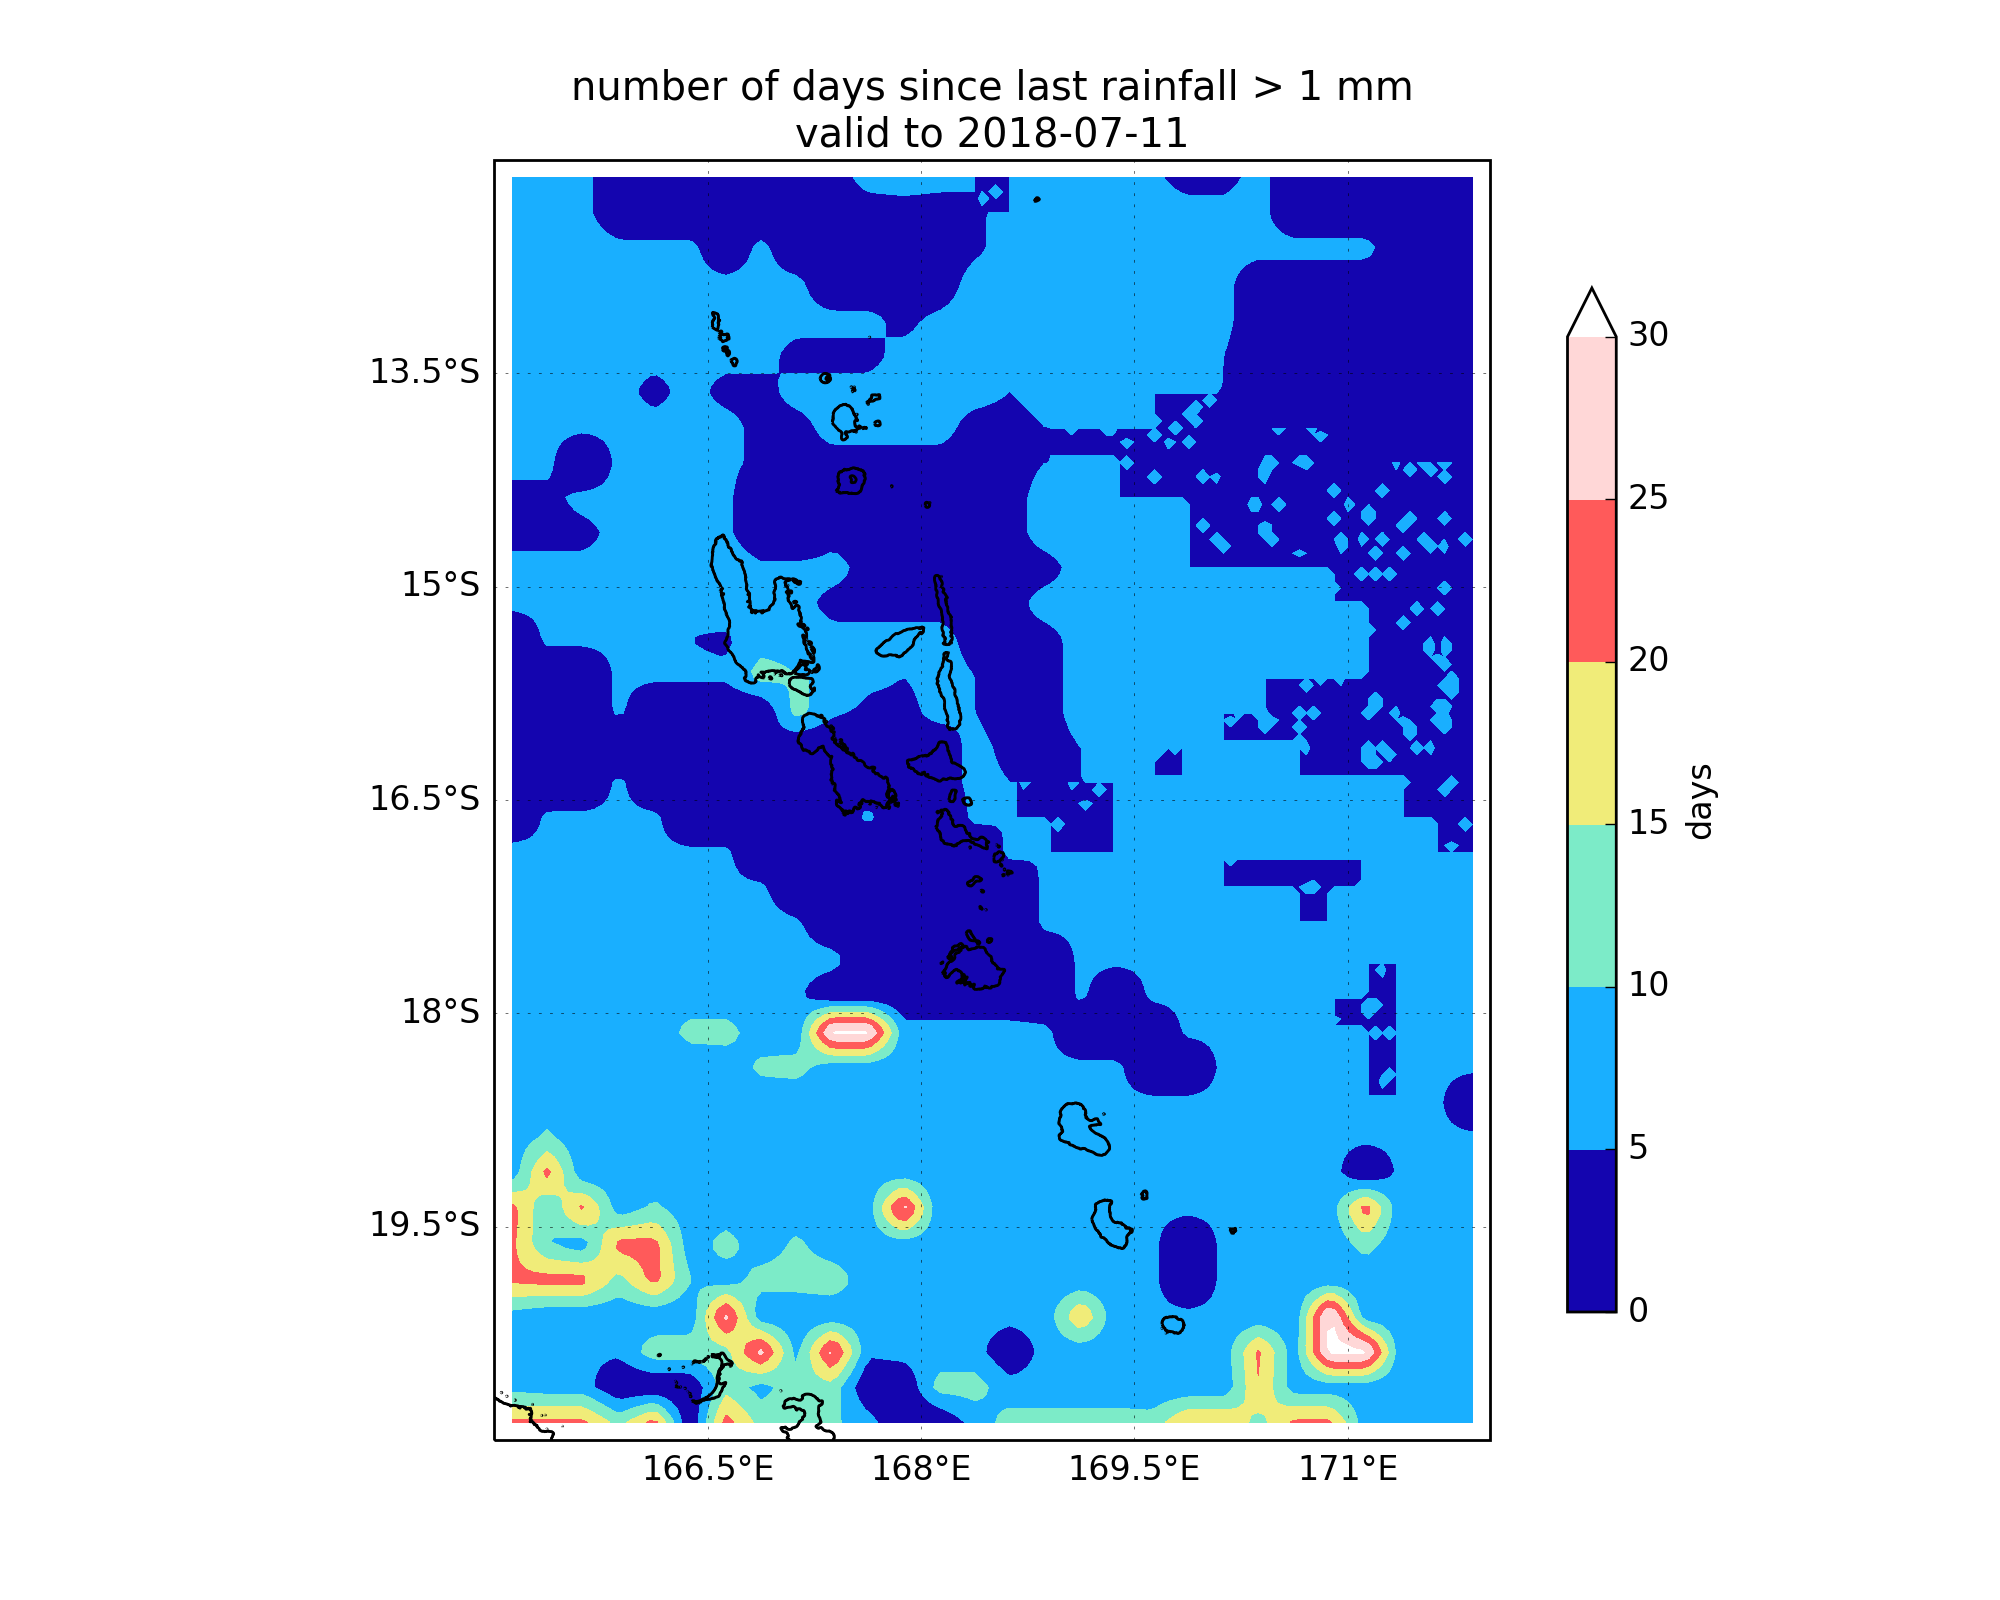 number of days since last rainfall > 1 mm
valid to 2018-07-11
13.5°S
15°S
16.5°S
18°S
19.5°S
166.5°E
168°E
169.5°E
171°E
30
25
20
15
10
5
0
days